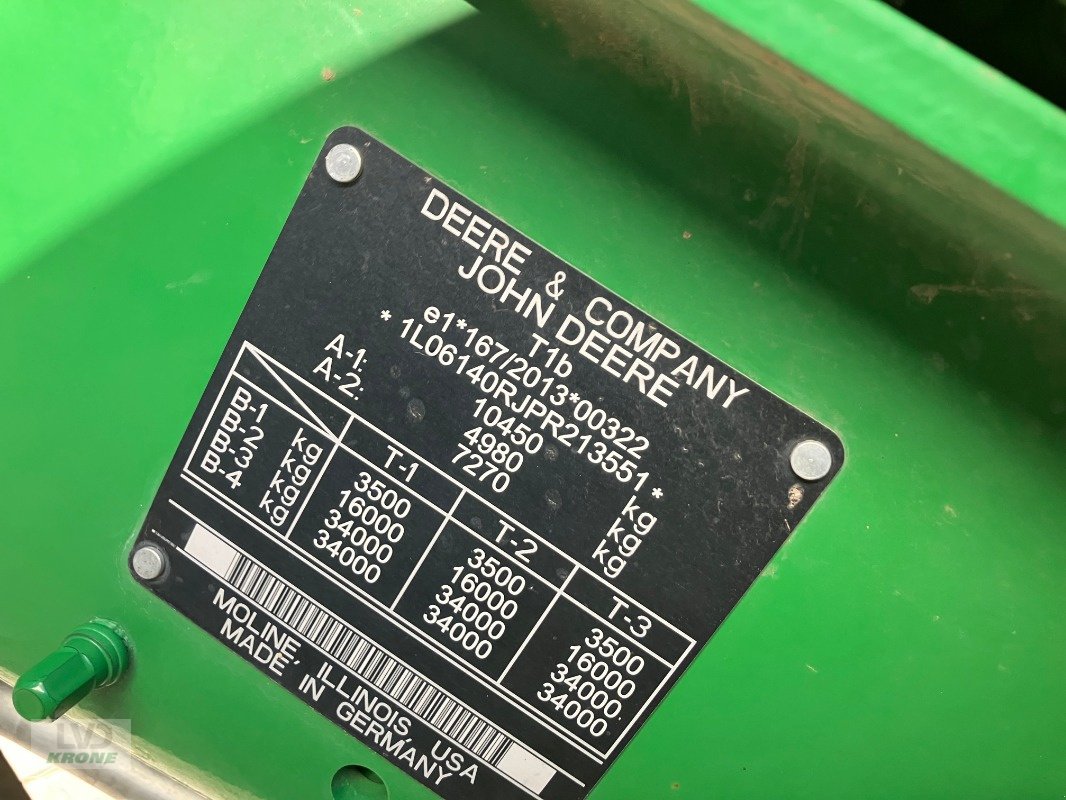 DEERE & COMPANY
JOHN DEERE
T1b
e1*167/2013*00322
* 1L06140RJPR213551 *
10450 kg
A-1: 4980 kg
A-2: 7270 kg
T-1 T-2 T-3
B-1 kg 3500 3500 3500
B-2 kg 16000 16000 16000
B-3 kg 34000 34000 34000
B-4 kg 34000 34000 34000
MOLINE, ILLINOIS, USA
MADE IN GERMANY
LVD
KRONE